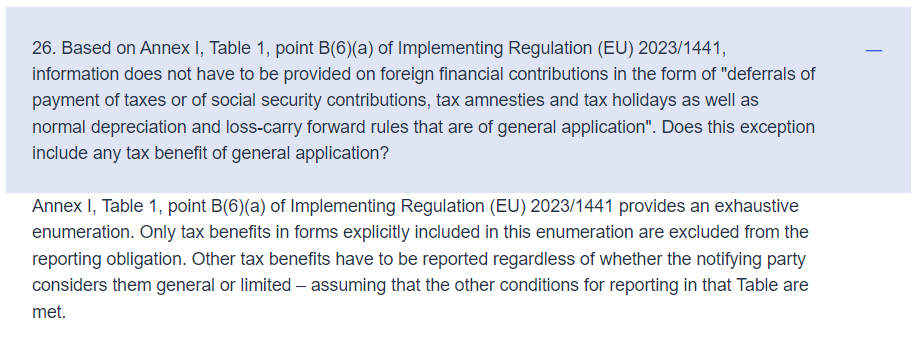 26. Based on Annex I, Table 1, point B(6)(a) of Implementing Regulation (EU) 2023/1441,
information does not have to be provided on foreign financial contributions in the form of "deferrals of
payment of taxes or of social security contributions, tax amnesties and tax holidays as well as
normal depreciation and loss-carry forward rules that are of general application". Does this exception
include any tax benefit of general application?
Annex I, Table 1, point B(6)(a) of Implementing Regulation (EU) 2023/1441 provides an exhaustive
enumeration. Only tax benefits in forms explicitly included in this enumeration are excluded from the
reporting obligation. Other tax benefits have to be reported regardless of whether the notifying party
considers them general or limited – assuming that the other conditions for reporting in that Table are
met.